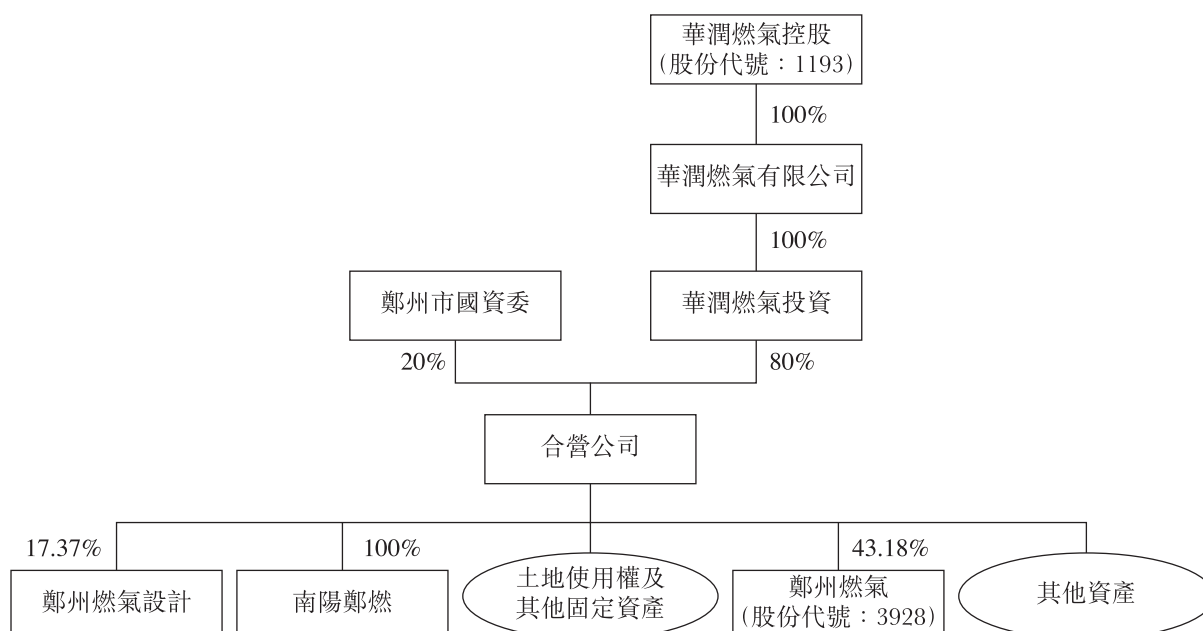 華潤燃氣控股
(股份代號：1193)
100%
華潤燃氣有限公司
100%
鄭州市國資委
華潤燃氣投資
20%
80%
合營公司
17.37%
100%
43.18%
鄭州燃氣設計
南陽鄭燃
土地使用權及
其他固定資產
鄭州燃氣
(股份代號：3928)
其他資產